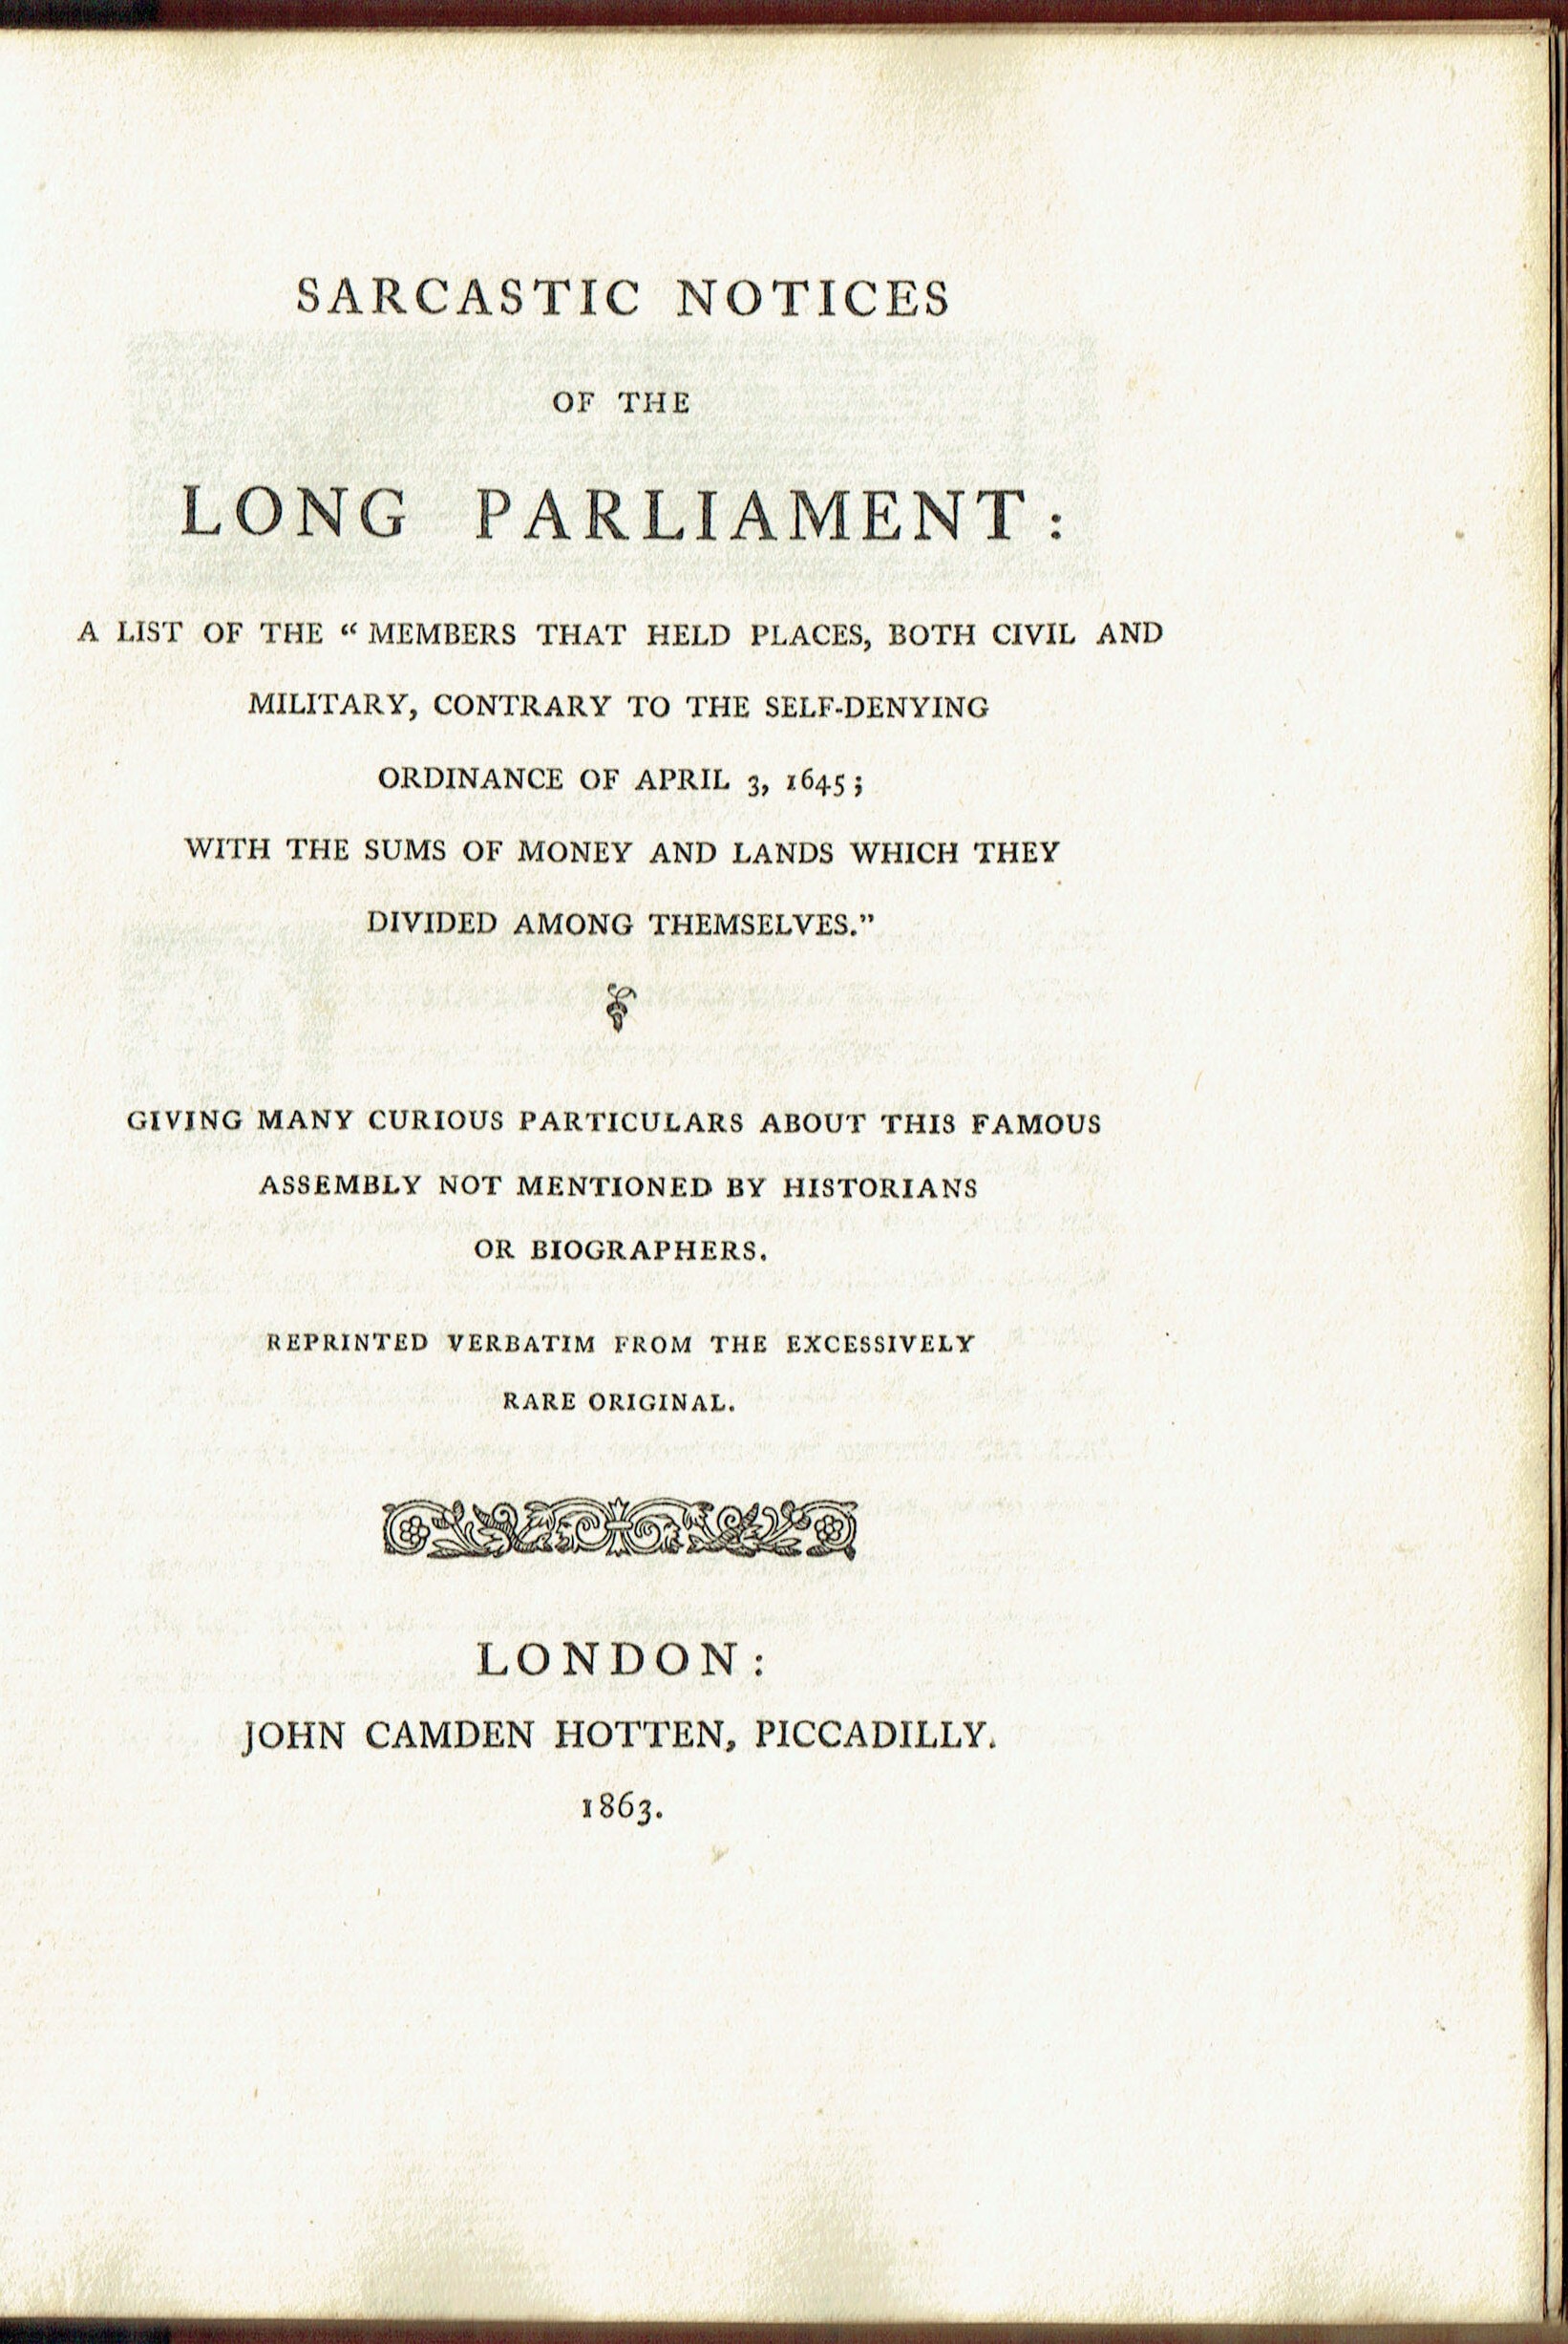 SARCASTIC NOTICES
OF THE
LONG PARLIAMENT:
A LIST OF THE “MEMBERS THAT HELD PLACES, BOTH CIVIL AND
MILITARY, CONTRARY TO THE SELF-DENYING
ORDINANCE OF APRIL 3, 1645;
WITH THE SUMS OF MONEY AND LANDS WHICH THEY
DIVIDED AMONG THEMSELVES.”
GIVING MANY CURIOUS PARTICULARS ABOUT THIS FAMOUS
ASSEMBLY NOT MENTIONED BY HISTORIANS
OR BIOGRAPHERS.
REPRINTED VERBATIM FROM THE EXCESSIVELY
RARE ORIGINAL.
LONDON:
JOHN CAMDEN HOTTEN, PICCADILLY.
1863.